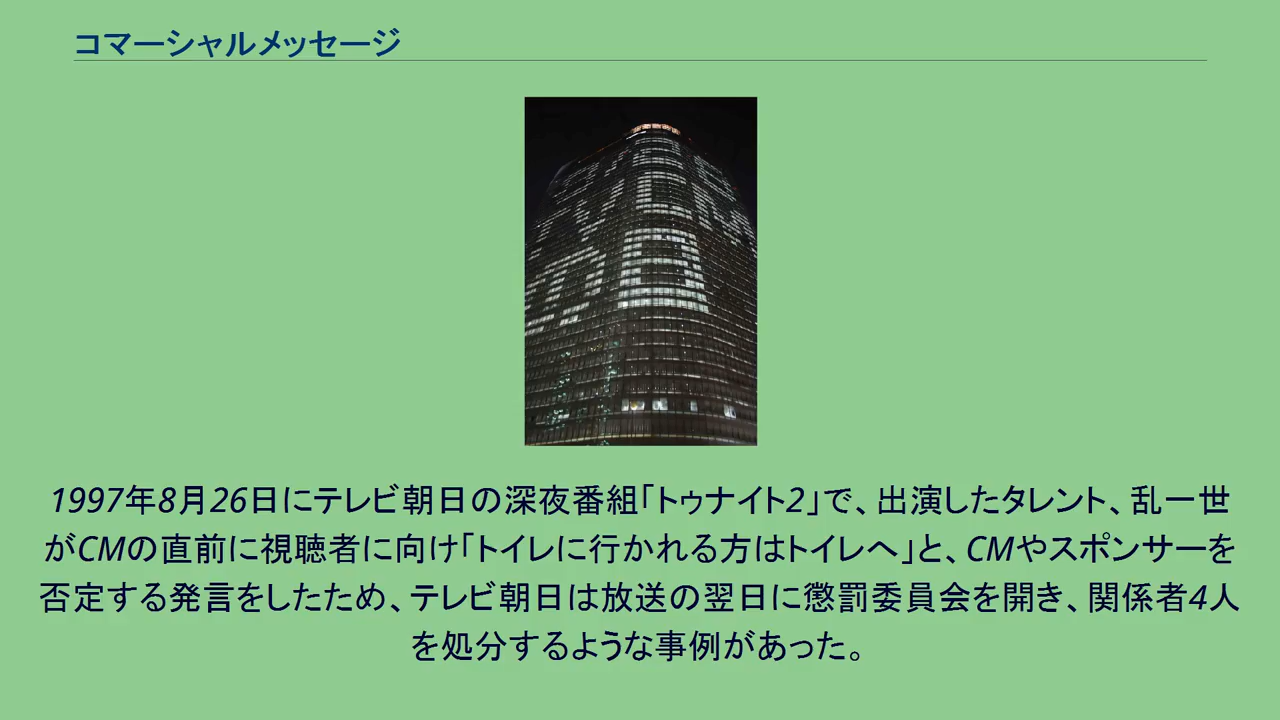 コマーシャルメッセージ
1997年8月26日にテレビ朝日の深夜番組「トゥナイト2」で、出演したタレント、乱一世
がCMの直前に視聴者に向け「トイレに行かれる方はトイレへ」と、CMやスポンサーを
否定する発言をしたため、テレビ朝日は放送の翌日に懲罰委員会を開き、関係者4人
を処分するような事例があった。